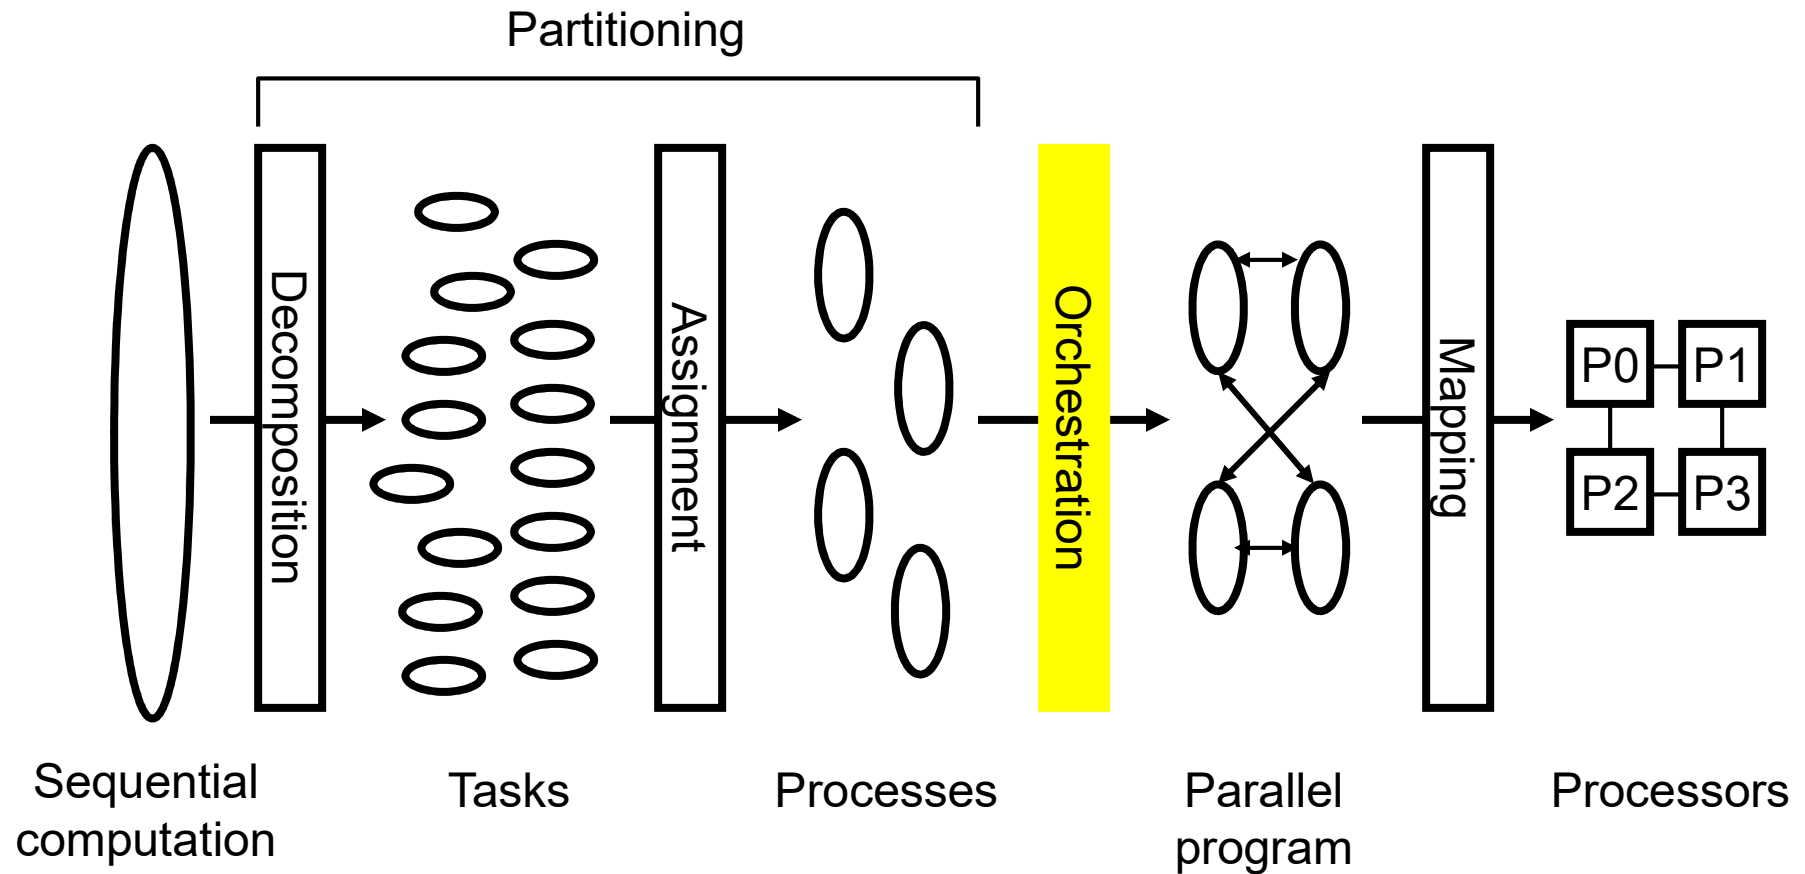 Partitioning
Decomposition
Assignment
Orchestration
Mapping
P0
P1
P2
P3
Sequential
computation
Tasks
Processes
Parallel
program
Processors